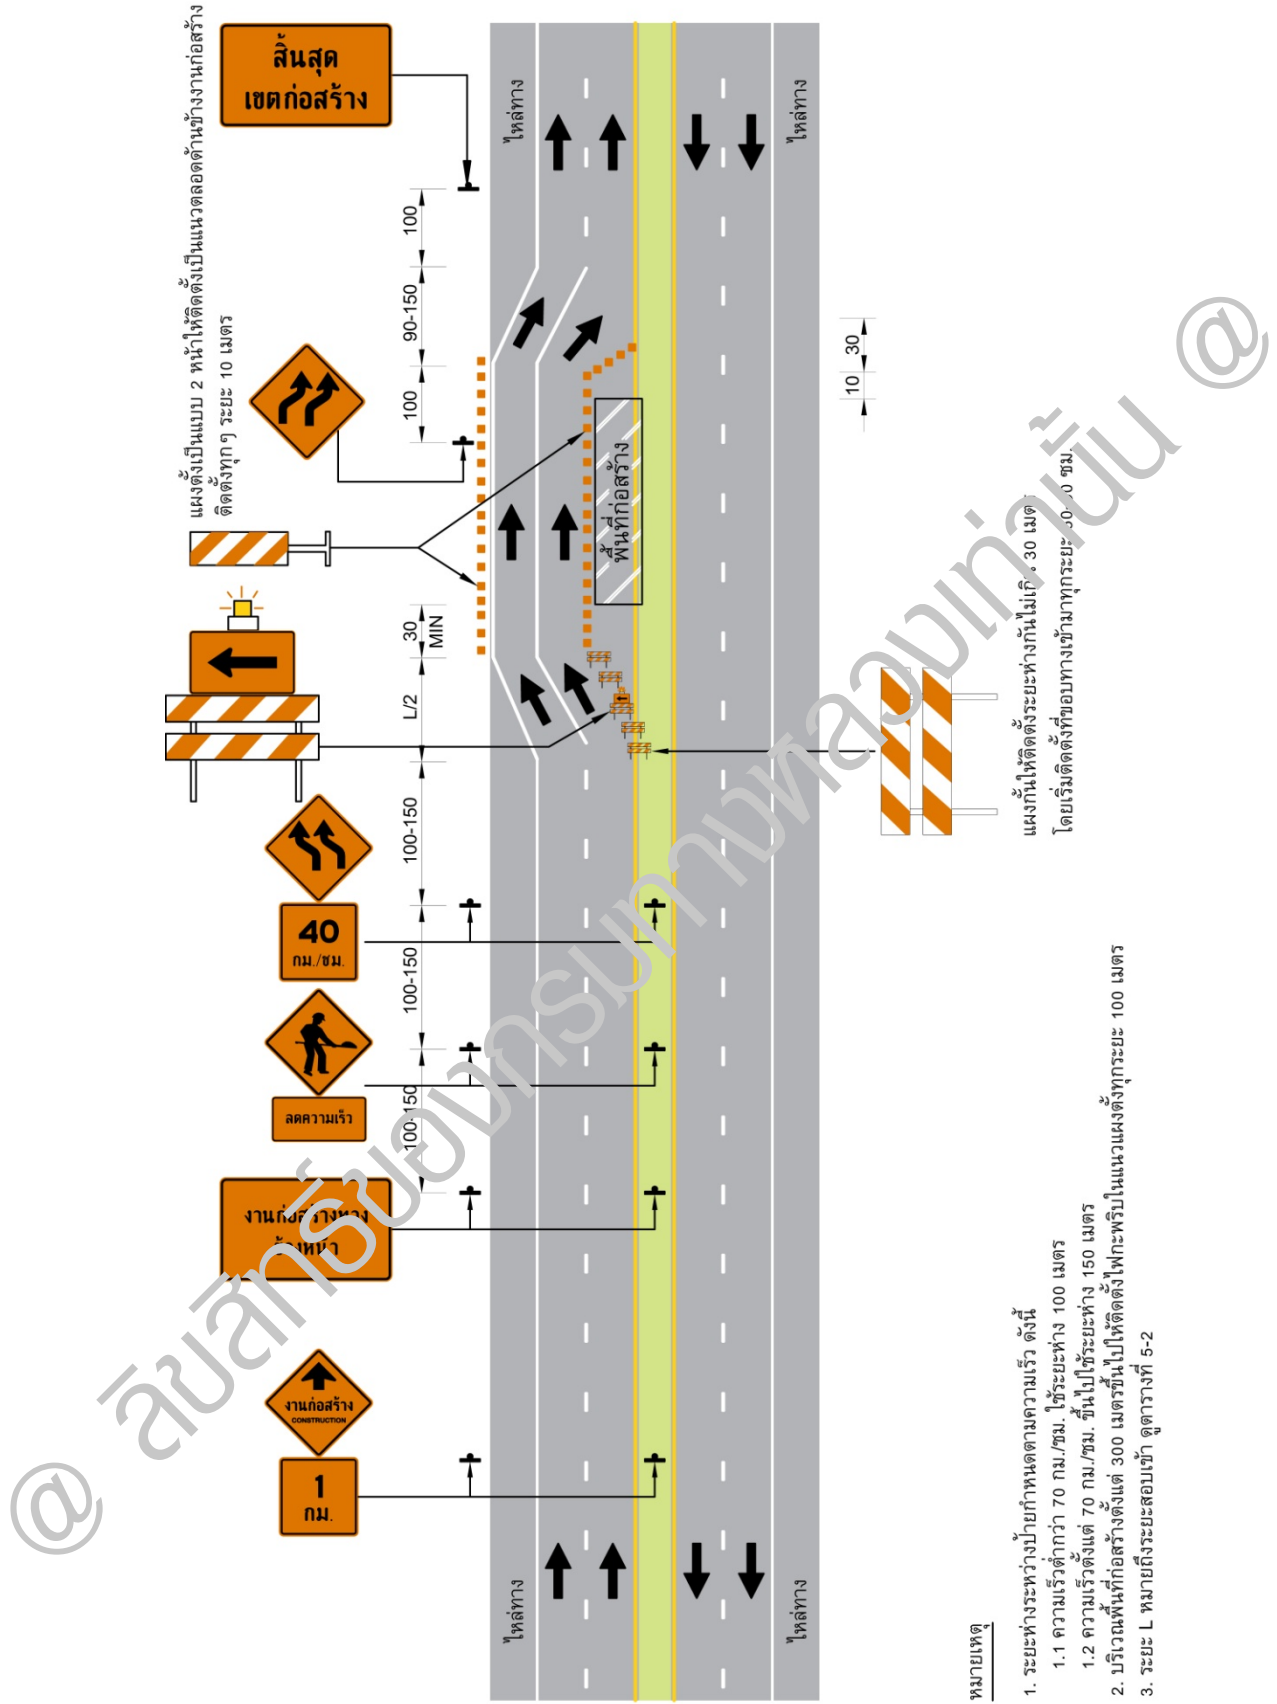 สิ้นสุด
เขตก่อสร้าง
แผงตั้งเป็นแบบ 2 หน้าให้ติดตั้งเป็นแนวตลอดด้านข้างงานก่อสร้าง
ติดตั้งทุกๆ ระยะ 10 เมตร
ไหล่ทาง
ไหล่ทาง
100
90-150
100
30
MIN
L/2
100-150
100-150
100-150
พื้นที่ก่อสร้าง
10
30
40
กม./ชม.
ลดความเร็ว
งานก่อสร้างทาง
ข้างหน้า
งานก่อสร้าง
CONSTRUCTION
1
กม.
ไหล่ทาง
ไหล่ทาง
แผงกั้นให้ติดตั้งระยะห่างกันไม่เกิน 30 เมตร
โดยเริ่มติดตั้งที่ขอบทางเข้ามาทุกระยะ ซม.
หมายเหตุ
1. ระยะห่างระหว่างป้ายกำหนดตามความเร็ว ดังนี้
1.1 ความเร็วต่ำกว่า 70 กม./ชม. ใช้ระยะห่าง 100 เมตร
1.2 ความเร็วตั้งแต่ 70 กม./ชม. ขึ้นไปใช้ระยะห่าง 150 เมตร
2. บริเวณพื้นที่ก่อสร้างตั้งแต่ 300 เมตรขึ้นไปให้ติดตั้งไฟกะพริบในแนวแผงตั้งทุกระยะ 100 เมตร
3. ระยะ L หมายถึงระยะสอบเข้า ดูตารางที่ 5-2
@ ลิขสิทธิ์ของกรมทางหลวงเท่านั้น @